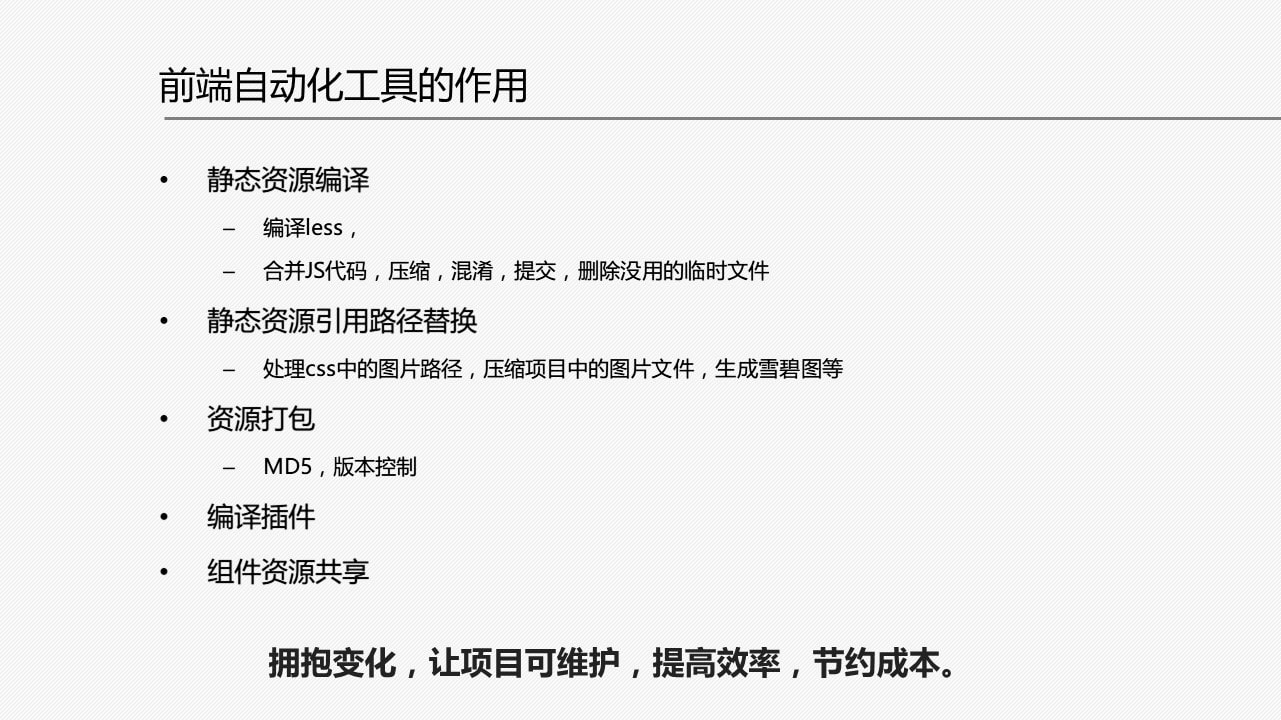 前端自动化工具的作用
• 静态资源编译
– 编译less，
– 合并JS代码，压缩，混淆，提交，删除没用的临时文件
• 静态资源引用路径替换
– 处理css中的图片路径，压缩项目中的图片文件，生成雪碧图等
• 资源打包
– MD5，版本控制
• 编译插件
• 组件资源共享
拥抱变化，让项目可维护，提高效率，节约成本。